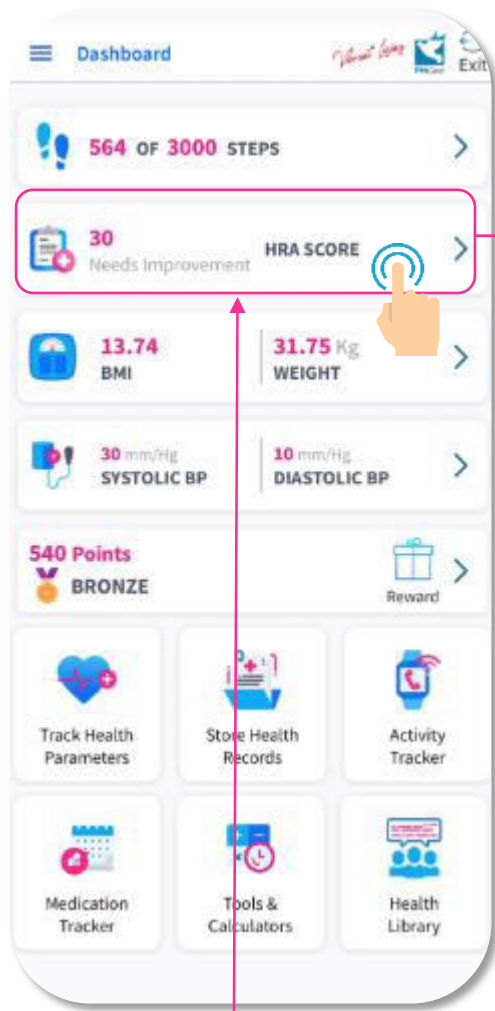 Dashboard
Vibrant living
Exit
564 OF 3000 STEPS
30
Needs Improvement
HRA SCORE
13.74
BMI
31.75 Kg
WEIGHT
30 mm/Hg
SYSTOLIC BP
10 mm/Hg
DIASTOLIC BP
540 Points
BRONZE
Reward
Track Health
Parameters
Store Health
Records
Activity
Tracker
Medication
Tracker
Tools &
Calculators
Health
Library